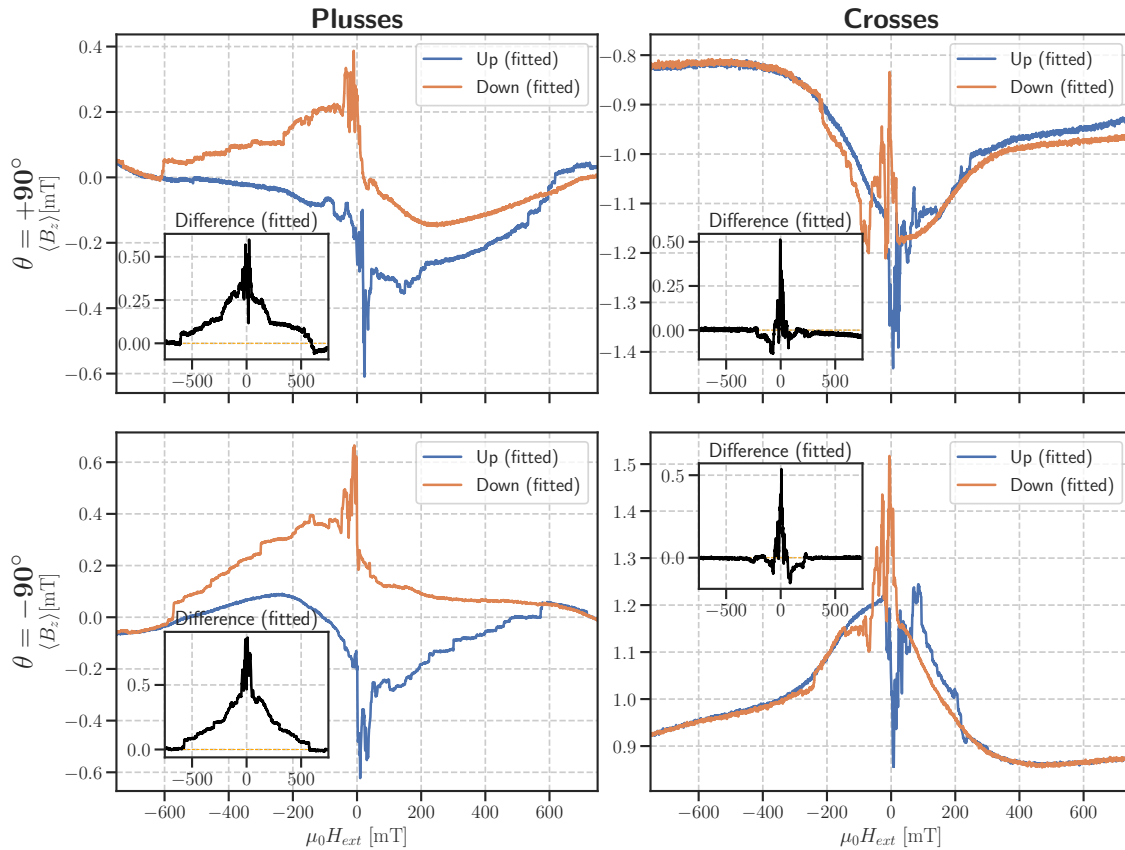 Plusses
Crosses
θ = +90°
⟨B_z⟩[mT]
0.4
0.2
0.0
−0.2
−0.4
−0.6
Up (fitted)
Down (fitted)
Difference (fitted)
0.50
0.25
0.00
−500 0 500
−0.8
−0.9
−1.0
−1.1
−1.2
−1.3
−1.4
Up (fitted)
Down (fitted)
Difference (fitted)
0.50
0.25
0.00
−500 0 500
θ = −90°
⟨B_z⟩[mT]
0.6
0.4
0.2
0.0
−0.2
−0.4
−0.6
Up (fitted)
Down (fitted)
Difference (fitted)
0.5
0.0
−500 0 500
−600 −400 −200 0 200 400 600
μ₀H_ext [mT]
1.5
1.4
1.3
1.2
1.1
1.0
0.9
Difference (fitted)
0.5
0.0
−500 0 500
Up (fitted)
Down (fitted)
−600 −400 −200 0 200 400 600
μ₀H_ext [mT]